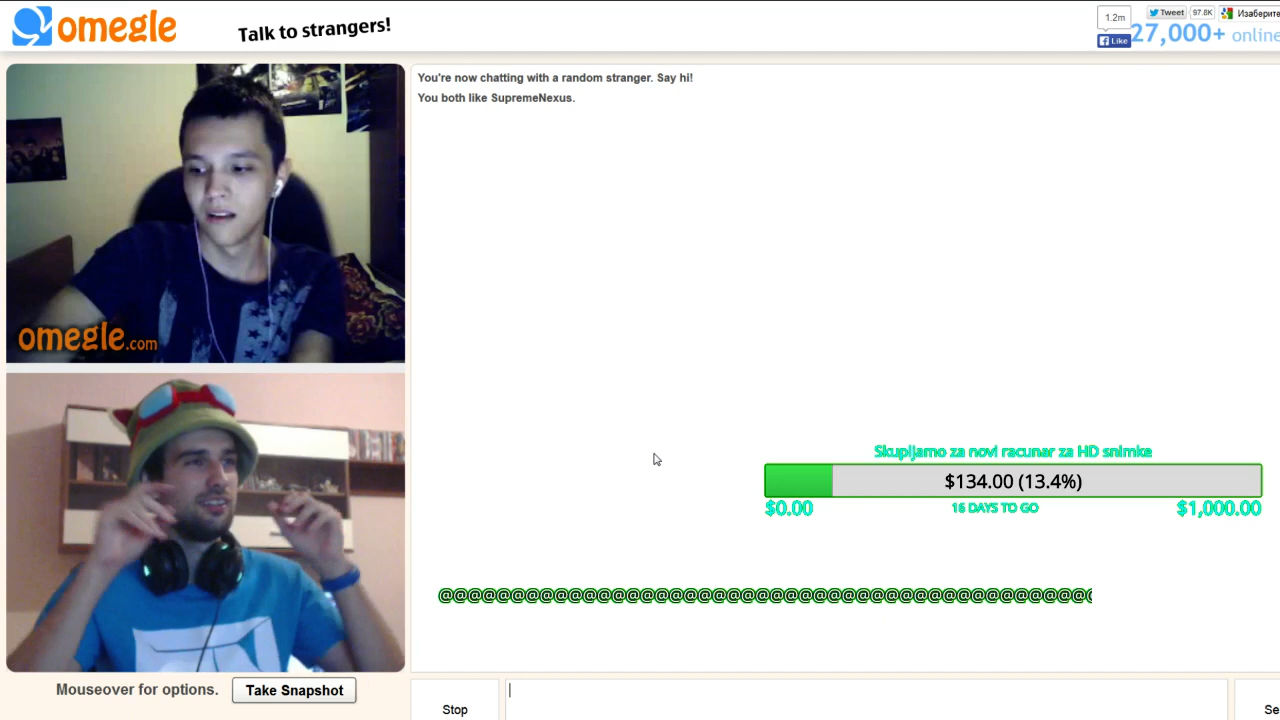 omegle
Talk to strangers!
1.2m
Like
Tweet
97.8K
Изаберите
27,000+ online
You're now chatting with a random stranger. Say hi!
You both like SupremeNexus.
omegle.com
Skupljamo za novi racunar za HD snimke
$134.00 (13.4%)
$0.00
16 DAYS TO GO
$1,000.00
@@@@@@@@@@@@@@@@@@@@@@@@@@@@@@@@@@@@@@@@@@@@@
Mouseover for options.
Take Snapshot
Stop
Se